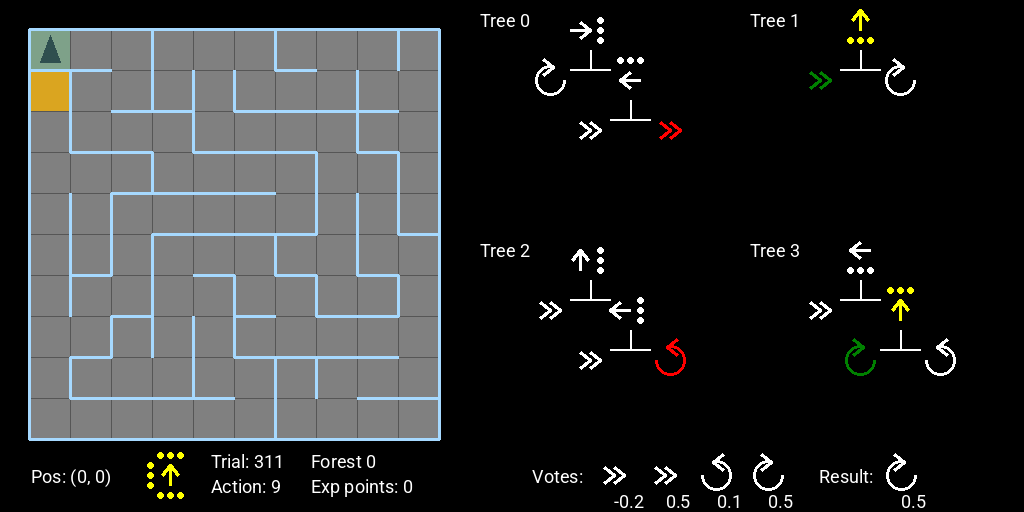 Tree 0
Tree 1
Tree 2
Tree 3
Pos: (0, 0)
Trial: 311
Forest 0
Action: 9
Exp points: 0
Votes:
-0.2
0.5
0.1
0.5
Result:
0.5